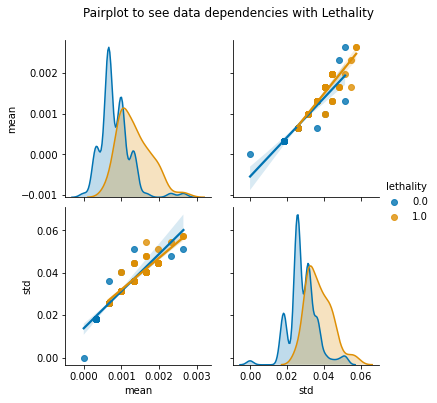 Pairplot to see data dependencies with Lethality
0.002
0.001
0.000
−0.001
mean
lethality
0.0
1.0
0.06
0.04
0.02
0.00
std
0.000 0.001 0.002 0.003
mean
0.00 0.02 0.04 0.06
std